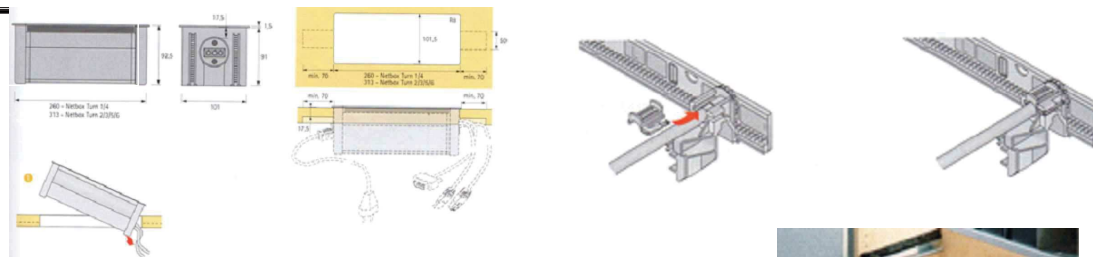 17,5
1,5
91
101
260 – Netbox Turn 1/4
313 – Netbox Turn 2/3/5/6
R8
101,5
50
min. 70
min. 70
260 – Netbox Turn 1/4
313 – Netbox Turn 2/3/5/6
min. 70
min. 70
17,5